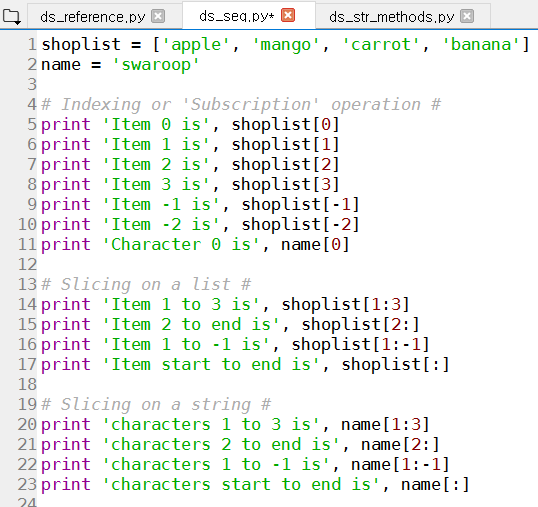 ds_reference.py
ds_seq.py*
ds_str_methods.py
1 shoplist = ['apple', 'mango', 'carrot', 'banana']
2 name = 'swaroop'
3
4 # Indexing or 'Subscription' operation #
5 print 'Item 0 is', shoplist[0]
6 print 'Item 1 is', shoplist[1]
7 print 'Item 2 is', shoplist[2]
8 print 'Item 3 is', shoplist[3]
9 print 'Item -1 is', shoplist[-1]
10 print 'Item -2 is', shoplist[-2]
11 print 'Character 0 is', name[0]
12
13 # Slicing on a list #
14 print 'Item 1 to 3 is', shoplist[1:3]
15 print 'Item 2 to end is', shoplist[2:]
16 print 'Item 1 to -1 is', shoplist[1:-1]
17 print 'Item start to end is', shoplist[:]
18
19 # Slicing on a string #
20 print 'characters 1 to 3 is', name[1:3]
21 print 'characters 2 to end is', name[2:]
22 print 'characters 1 to -1 is', name[1:-1]
23 print 'characters start to end is', name[:]
24